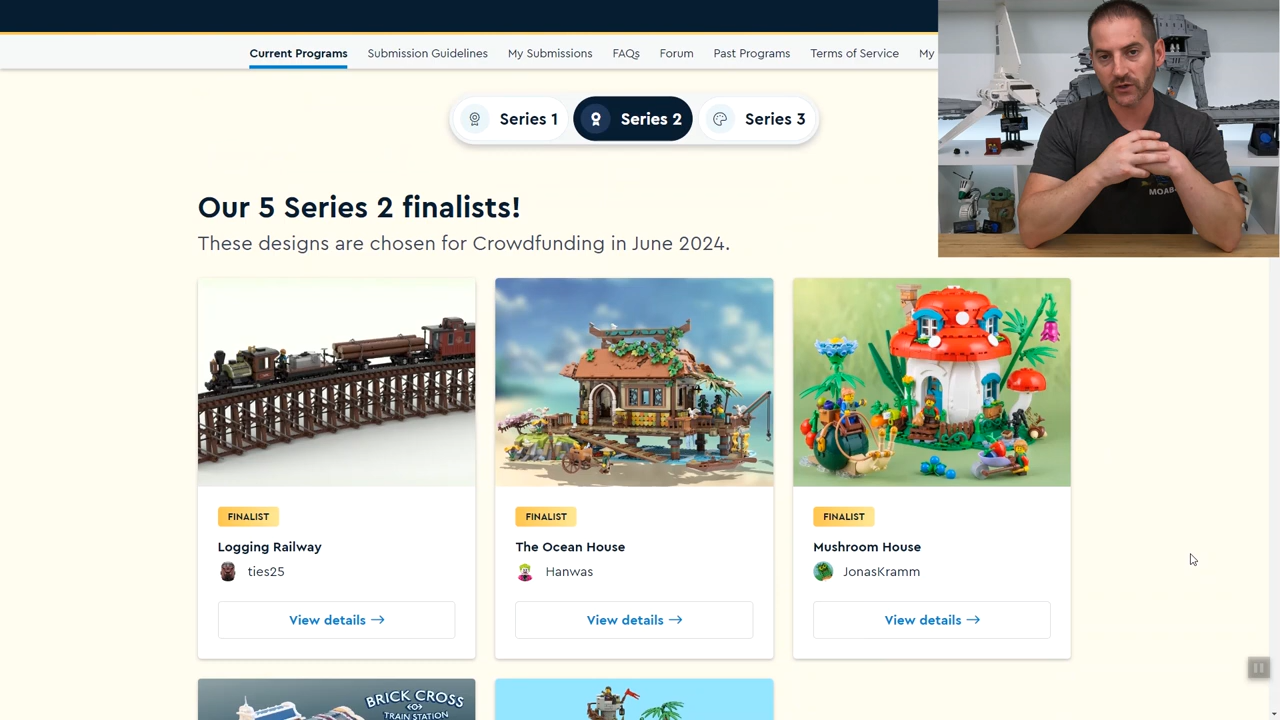 Current Programs
Submission Guidelines
My Submissions
FAQs
Forum
Past Programs
Terms of Service
My
Series 1
Series 2
Series 3
MOAB
Our 5 Series 2 finalists!
These designs are chosen for Crowdfunding in June 2024.
FINALIST
Logging Railway
ties25
View details →
FINALIST
The Ocean House
Hanwas
View details →
FINALIST
Mushroom House
JonasKramm
View details →
BRICK CROSS
TRAIN STATION